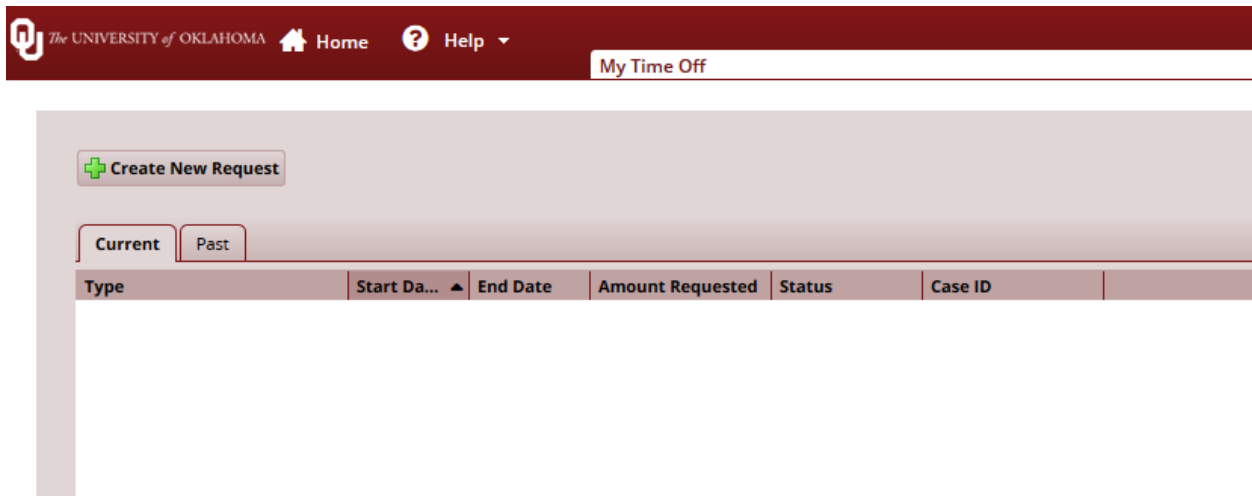 The UNIVERSITY of OKLAHOMA Home Help
My Time Off
Create New Request
Current Past
Type Start Da... End Date Amount Requested Status Case ID